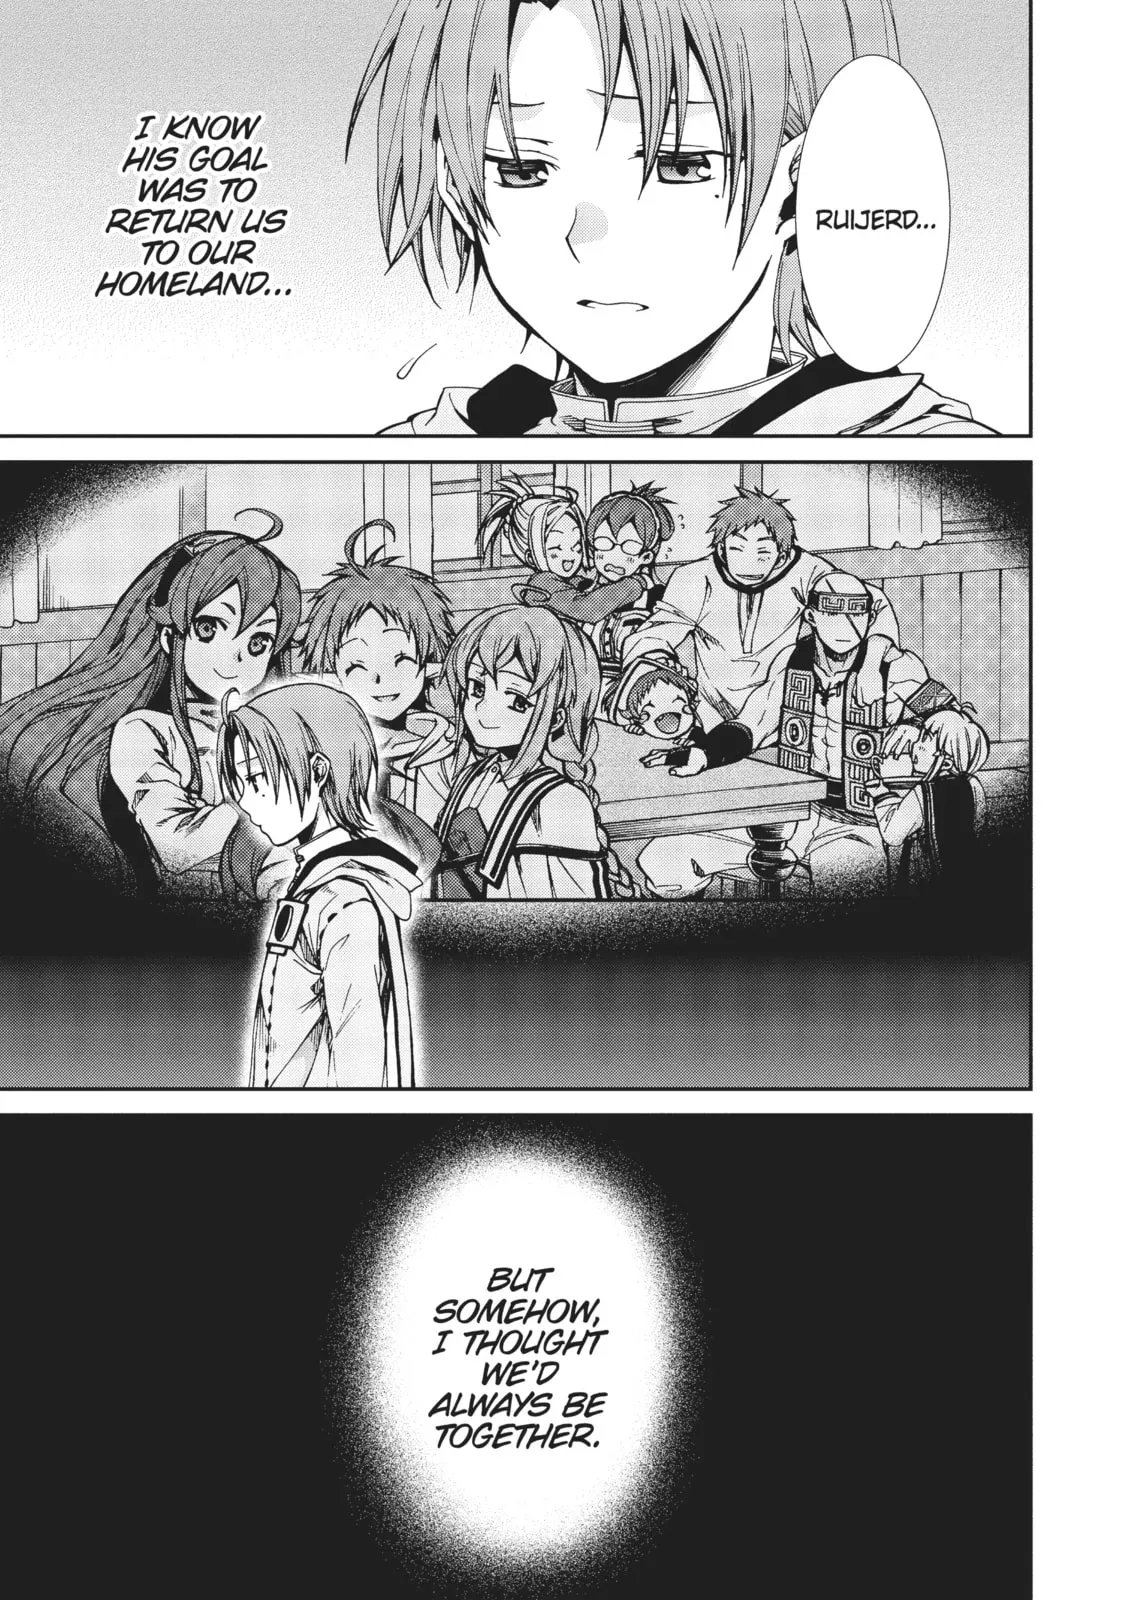 RUIJERD...
I KNOW
HIS GOAL
WAS TO
RETURN US
TO OUR
HOMELAND...
BUT
SOMEHOW,
I THOUGHT
WE'D
ALWAYS BE
TOGETHER.